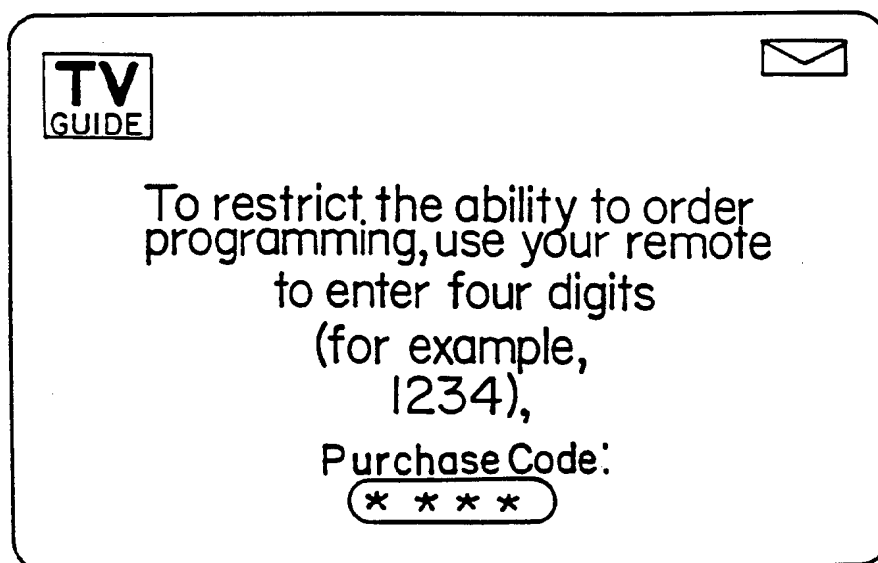 TV
GUIDE
To restrict the ability to order
programming, use your remote
to enter four digits
(for example,
1234),
Purchase Code:
* * * *